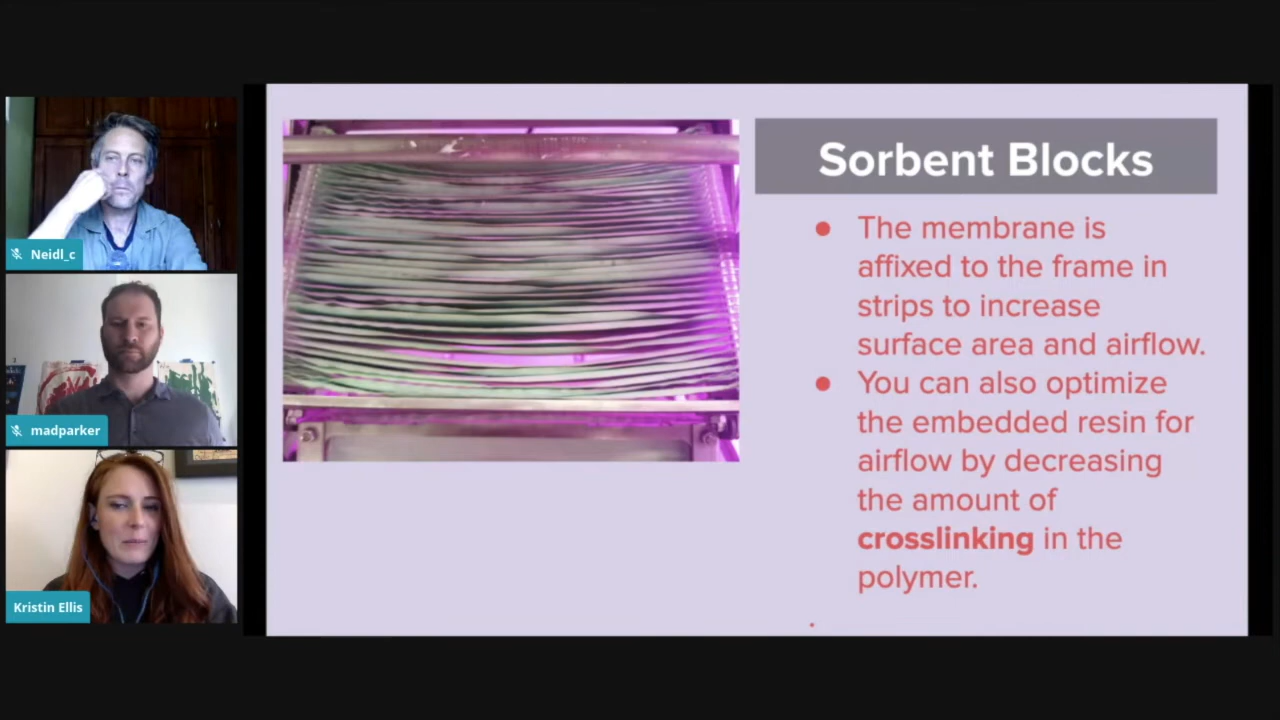 Neidl_c
madparker
Kristin Ellis
Sorbent Blocks
● The membrane is
affixed to the frame in
strips to increase
surface area and airflow.
● You can also optimize
the embedded resin for
airflow by decreasing
the amount of
crosslinking in the
polymer.